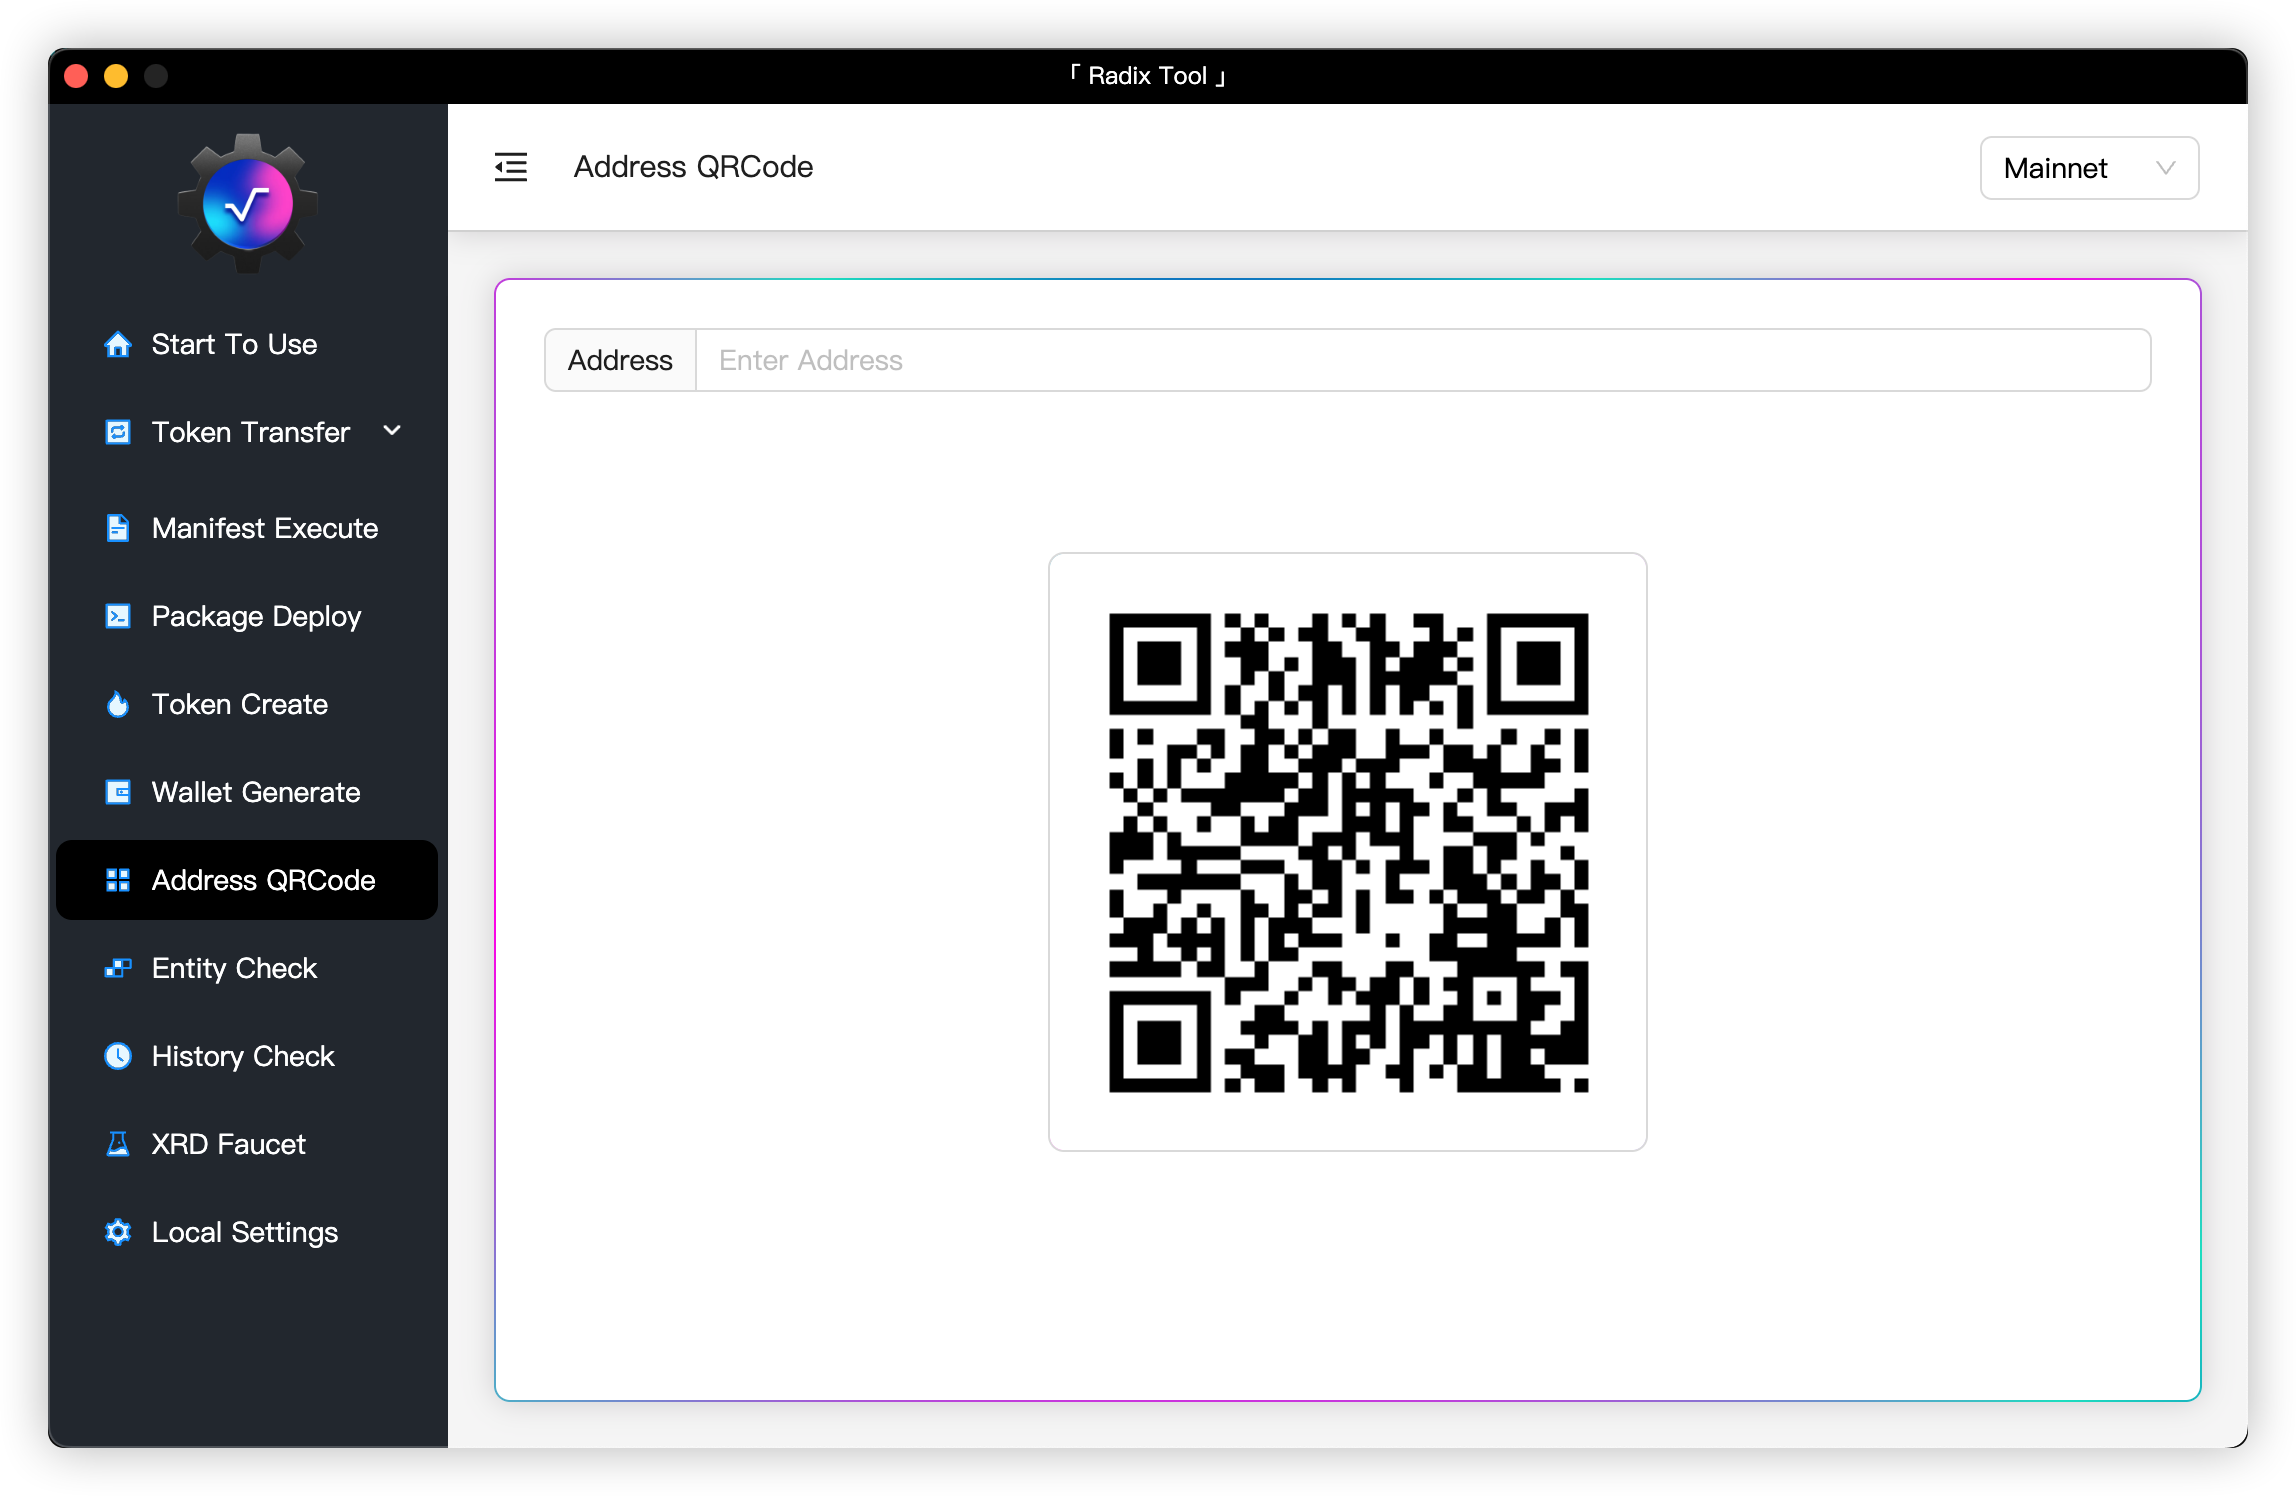 「 Radix Tool 」
Address QRCode
Mainnet
Start To Use
Token Transfer
Manifest Execute
Package Deploy
Token Create
Wallet Generate
Address QRCode
Entity Check
History Check
XRD Faucet
Local Settings
Address
Enter Address